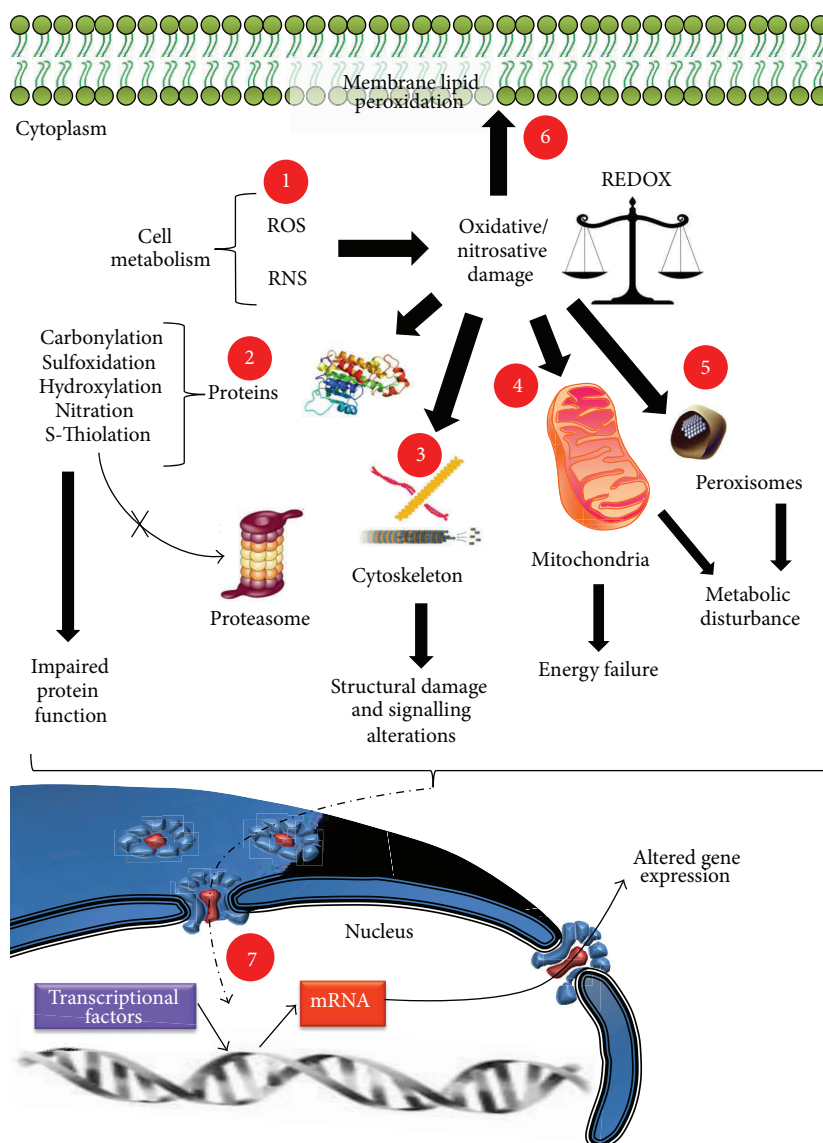 Membrane lipid
peroxidation
Cytoplasm
6
1
REDOX
Cell
metabolism
ROS
RNS
Oxidative/
nitrosative
damage
Carbonylation
Sulfoxidation
Hydroxylation
Nitration
S-Thiolation
2
Proteins
3
4
5
Peroxisomes
Cytoskeleton
Mitochondria
Proteasome
Metabolic
disturbance
Impaired
protein
function
Structural damage
and signalling
alterations
Energy failure
Altered gene
expression
Nucleus
7
Transcriptional
factors
mRNA